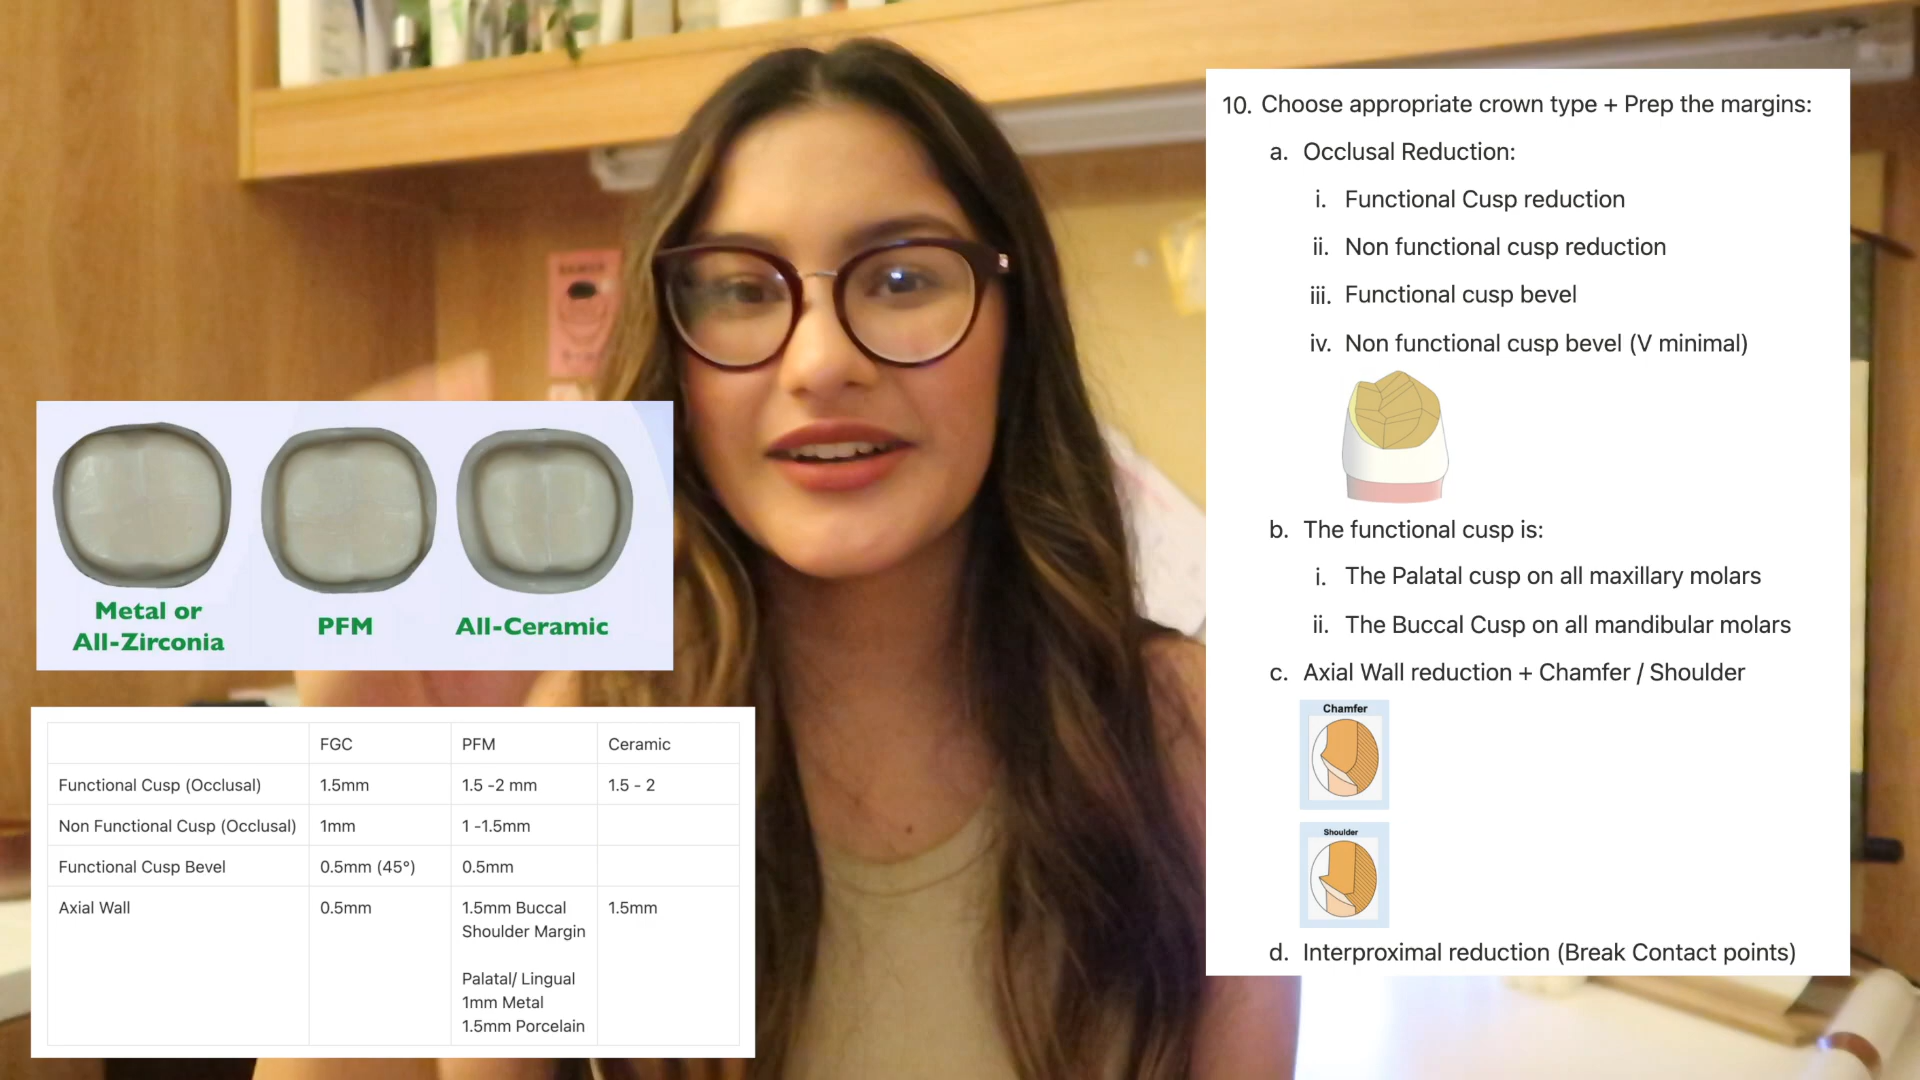 10. Choose appropriate crown type + Prep the margins:
a. Occlusal Reduction:
i. Functional Cusp reduction
ii. Non functional cusp reduction
iii. Functional cusp bevel
iv. Non functional cusp bevel (V minimal)
b. The functional cusp is:
i. The Palatal cusp on all maxillary molars
ii. The Buccal Cusp on all mandibular molars
c. Axial Wall reduction + Chamfer / Shoulder
Chamfer
Shoulder
d. Interproximal reduction (Break Contact points)
Metal or
All-Zirconia
PFM
All-Ceramic
FGC PFM Ceramic
Functional Cusp (Occlusal) 1.5mm 1.5 -2 mm 1.5 - 2
Non Functional Cusp (Occlusal) 1mm 1 -1.5mm
Functional Cusp Bevel 0.5mm (45°) 0.5mm
Axial Wall 0.5mm 1.5mm Buccal 1.5mm
Shoulder Margin
Palatal/ Lingual
1mm Metal
1.5mm Porcelain